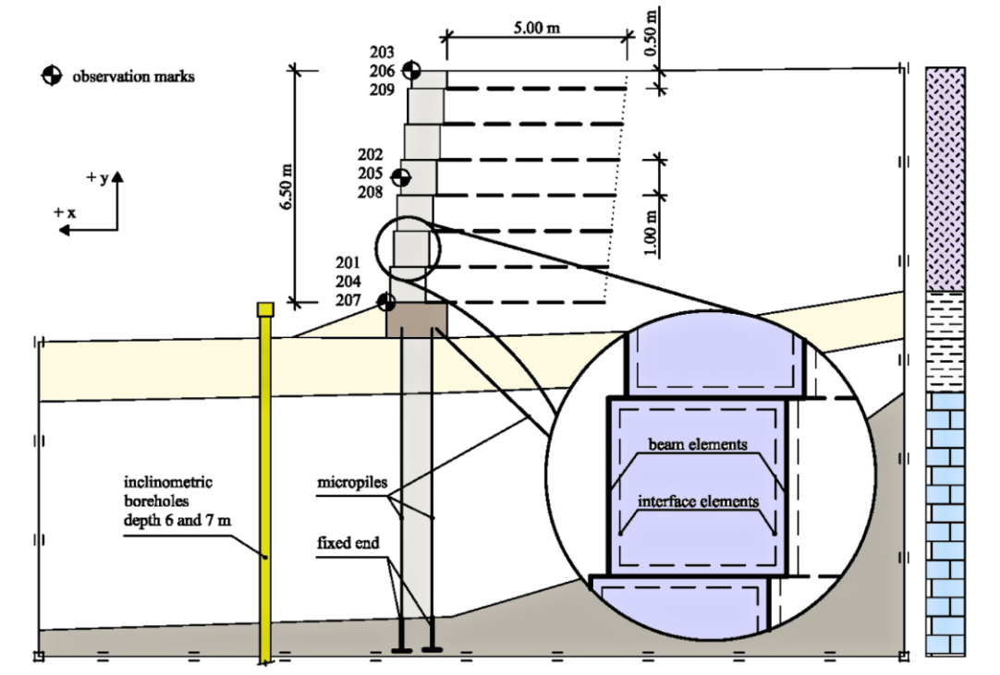 5.00 m
0.50 m
203
206
209
observation marks
202
205
208
+ y
+ x
6.50 m
1.00 m
201
204
207
beam elements
interface elements
inclinometric
boreholes
depth 6 and 7 m
micropiles
fixed end